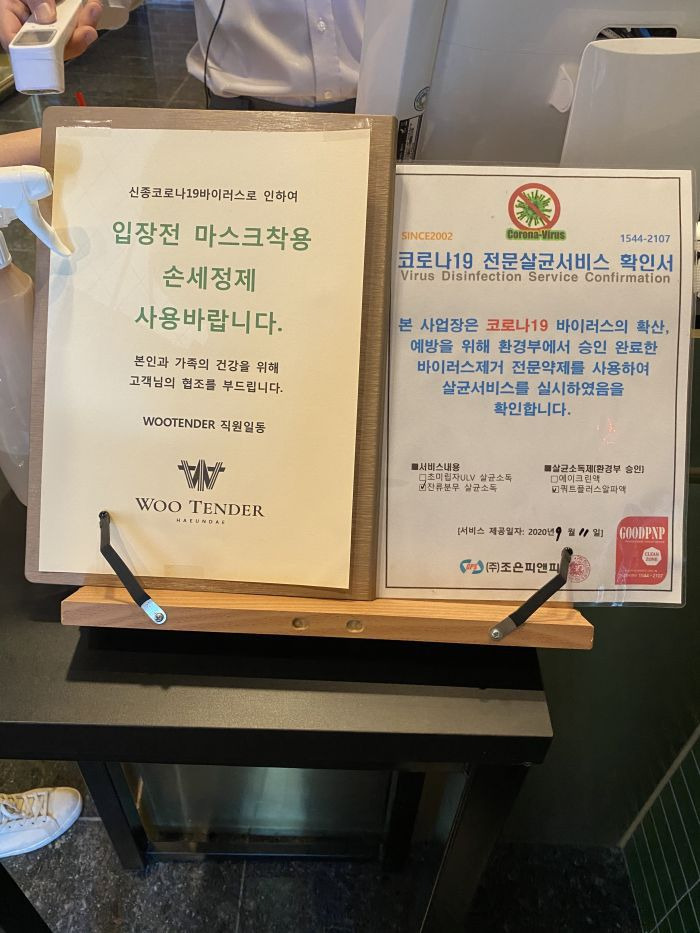 신종코로나19바이러스로 인하여
입장전 마스크착용
손세정제
사용바랍니다.
본인과 가족의 건강을 위해
고객님의 협조를 부드립니다.
WOOTENDER 직원일동
WOO TENDER
HAEUNDAE
Corona-Virus
SINCE2002
1544-2107
코로나19 전문살균서비스 확인서
Virus Disinfection Service Confirmation
본 사업장은 코로나19 바이러스의 확산,
예방을 위해 환경부에서 승인 완료한
바이러스제거 전문약제를 사용하여
살균서비스를 실시하였음을
확인합니다.
■서비스내용
□초미립자ULV 살균소독
☑잔류분무 살균소독
■살균소독제(환경부 승인)
□에이크린액
☑쿼트플러스알파액
[서비스 제공일자: 2020년 9월 11일]
(주)조은피앤피
GOODPNP
CLEAN
ZONE
1544-2107